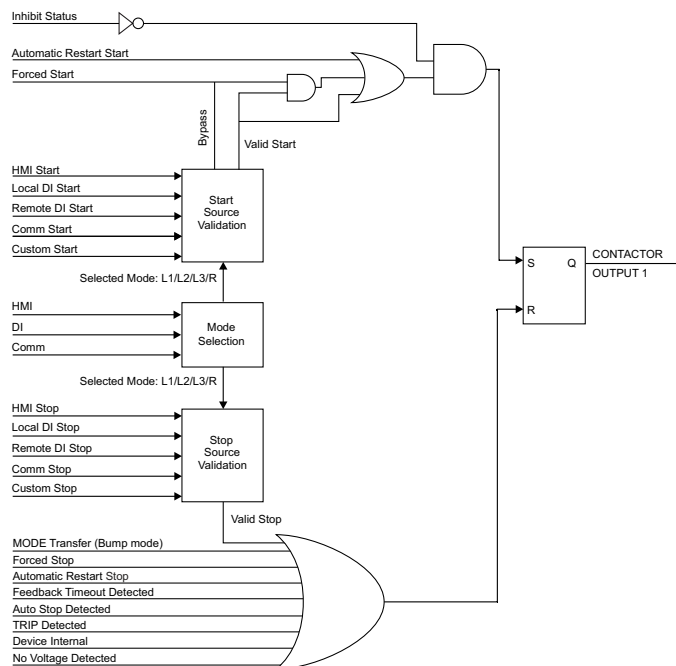 Inhibit Status
Automatic Restart Start
Forced Start
Bypass
Valid Start
HMI Start
Local DI Start
Remote DI Start
Comm Start
Custom Start
Start
Source
Validation
Selected Mode: L1/L2/L3/R
HMI
DI
Comm
Mode
Selection
Selected Mode: L1/L2/L3/R
HMI Stop
Local DI Stop
Remote DI Stop
Comm Stop
Custom Stop
Stop
Source
Validation
Valid Stop
S Q
R
CONTACTOR
OUTPUT 1
MODE Transfer (Bump mode)
Forced Stop
Automatic Restart Stop
Feedback Timeout Detected
Auto Stop Detected
TRIP Detected
Device Internal
No Voltage Detected